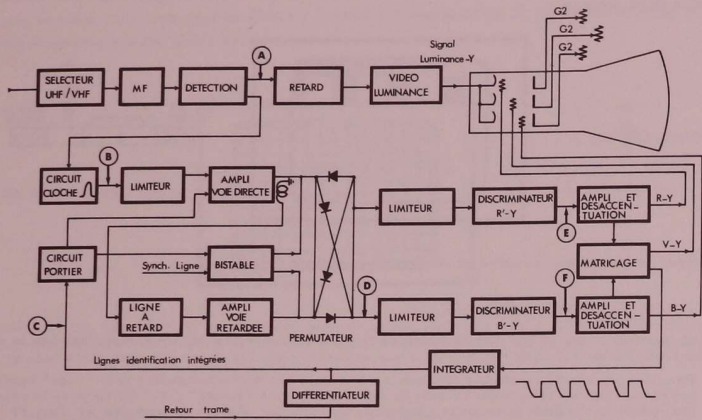 G2
G2
G2
Signal
Luminance-Y
A
SELECTEUR
UHF/VHF
MF
DETECTION
RETARD
VIDEO
LUMINANCE
B
CIRCUIT
CLOCHE
LIMITEUR
AMPLI
VOIE DIRECTE
LIMITEUR
DISCRIMINATEUR
R'-Y
E
AMPLI ET
DESACCEN-
TUATION
R-Y
V-Y
CIRCUIT
PORTIER
Synch. Ligne
BISTABLE
MATRICAGE
D
F
C
LIGNE
A
RETARD
AMPLI
VOIE
RETARDEE
PERMUTATEUR
LIMITEUR
DISCRIMINATEUR
B'-Y
AMPLI ET
DESACCEN-
TUATION
B-Y
Lignes identification intégrées
INTEGRATEUR
DIFFERENTIATEUR
Retour trame